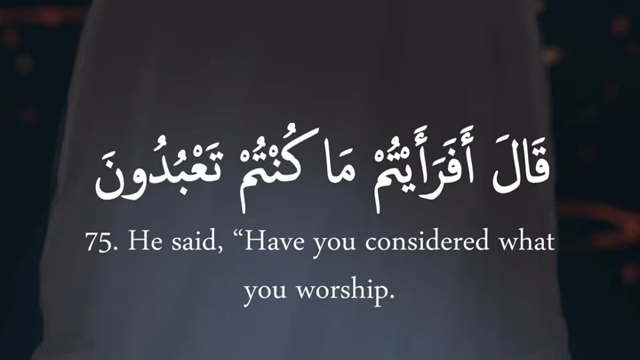 قَالَ أَفَرَأَيْتُمْ مَا كُنْتُمْ تَعْبُدُونَ
75. He said, “Have you considered what
you worship.